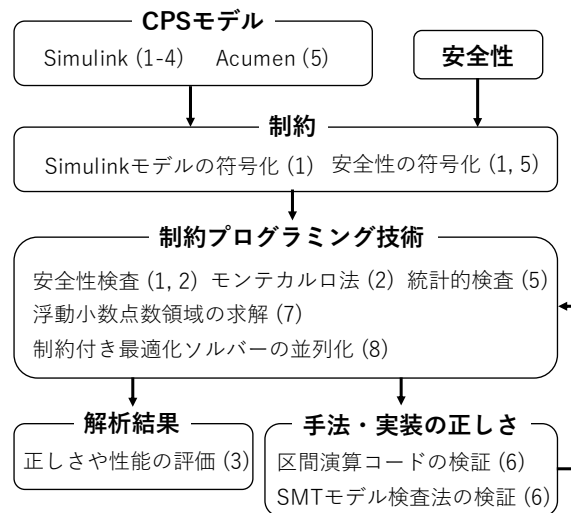 CPSモデル
Simulink (1-4) Acumen (5)
安全性
制約
Simulinkモデルの符号化 (1) 安全性の符号化 (1, 5)
制約プログラミング技術
安全性検査 (1, 2) モンテカルロ法 (2) 統計的検査 (5)
浮動小数点数領域の求解 (7)
制約付き最適化ソルバーの並列化 (8)
解析結果
正しさや性能の評価 (3)
手法・実装の正しさ
区間演算コードの検証 (6)
SMTモデル検査法の検証 (6)